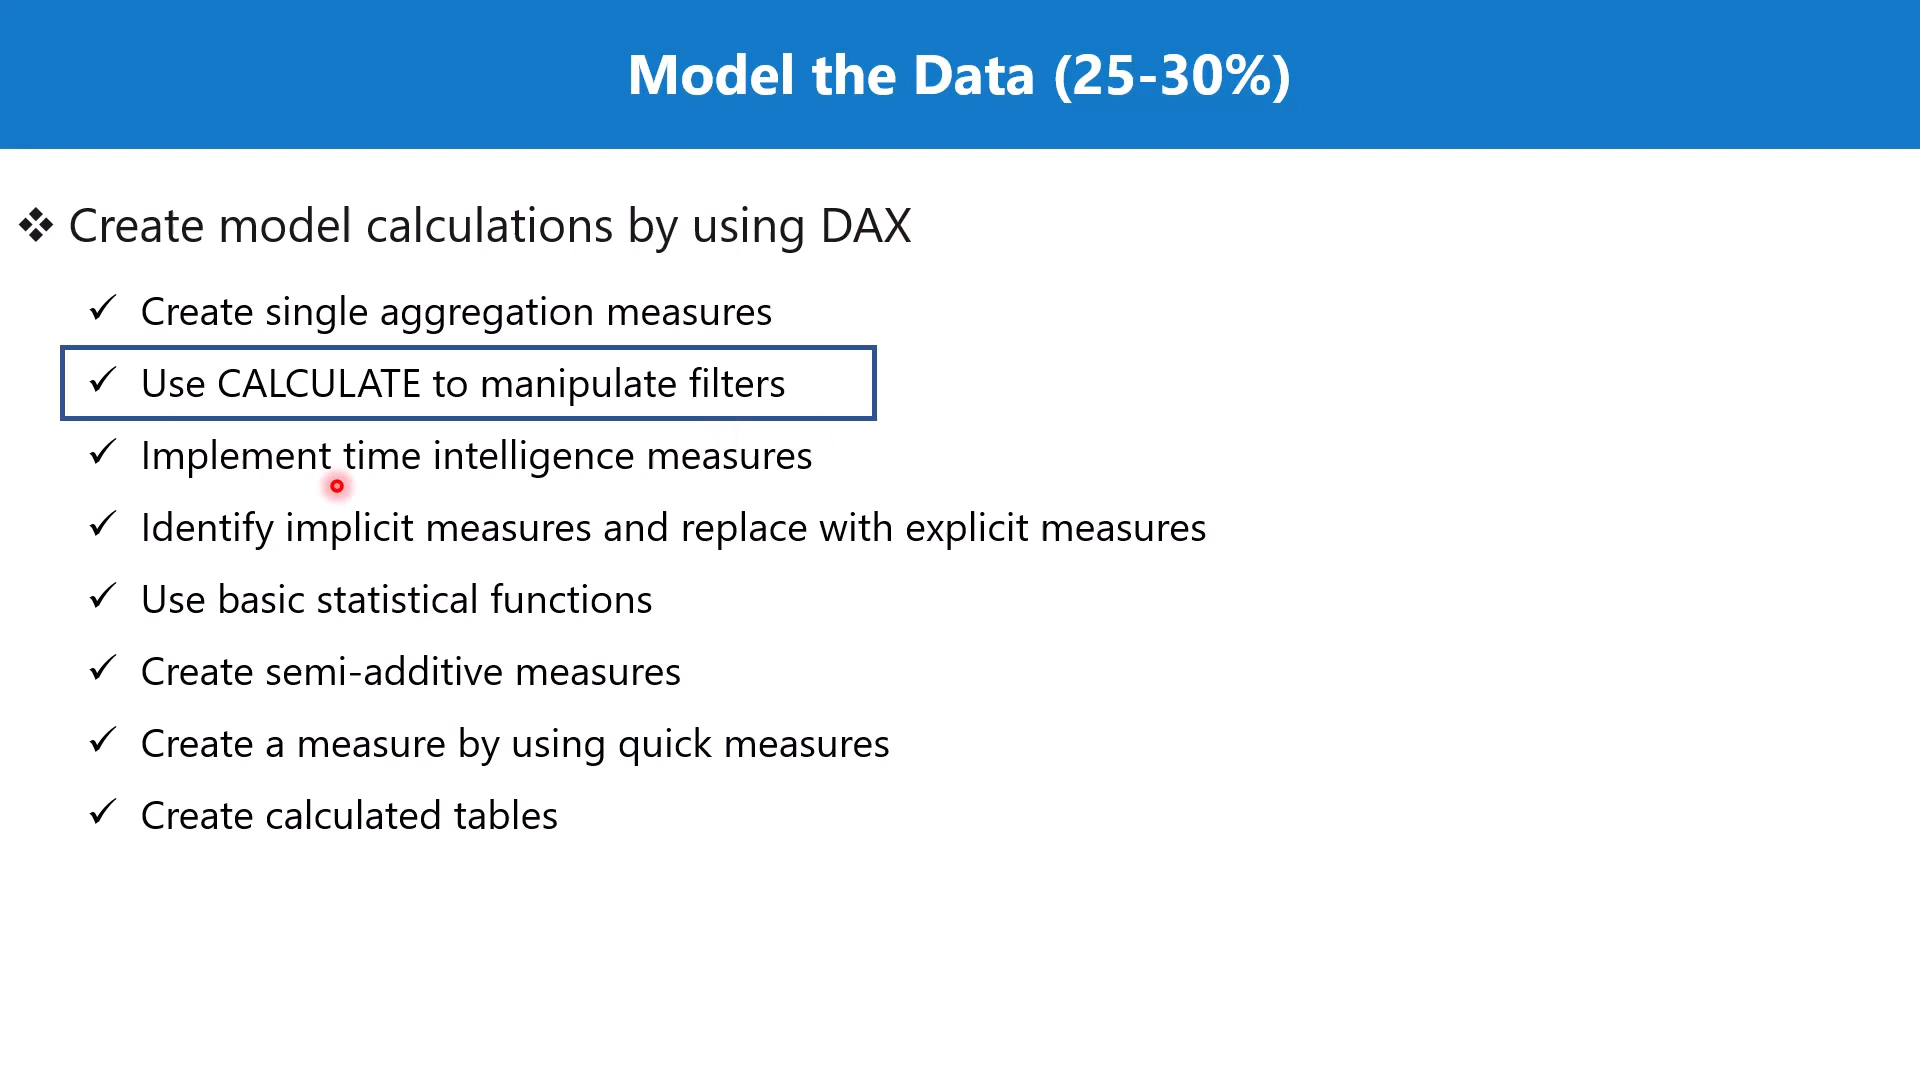 Model the Data (25-30%)
Create model calculations by using DAX
Create single aggregation measures
Use CALCULATE to manipulate filters
Implement time intelligence measures
Identify implicit measures and replace with explicit measures
Use basic statistical functions
Create semi-additive measures
Create a measure by using quick measures
Create calculated tables